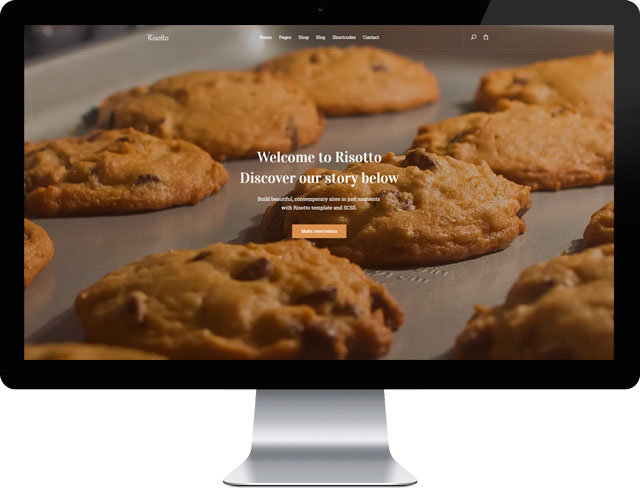 Risotto
Home Pages Shop Blog Shortcodes Contact
Welcome to Risotto
Discover our story below
Build beautiful, contemporary sites in just moments
with Risotto template and SCSS.
Make reservation